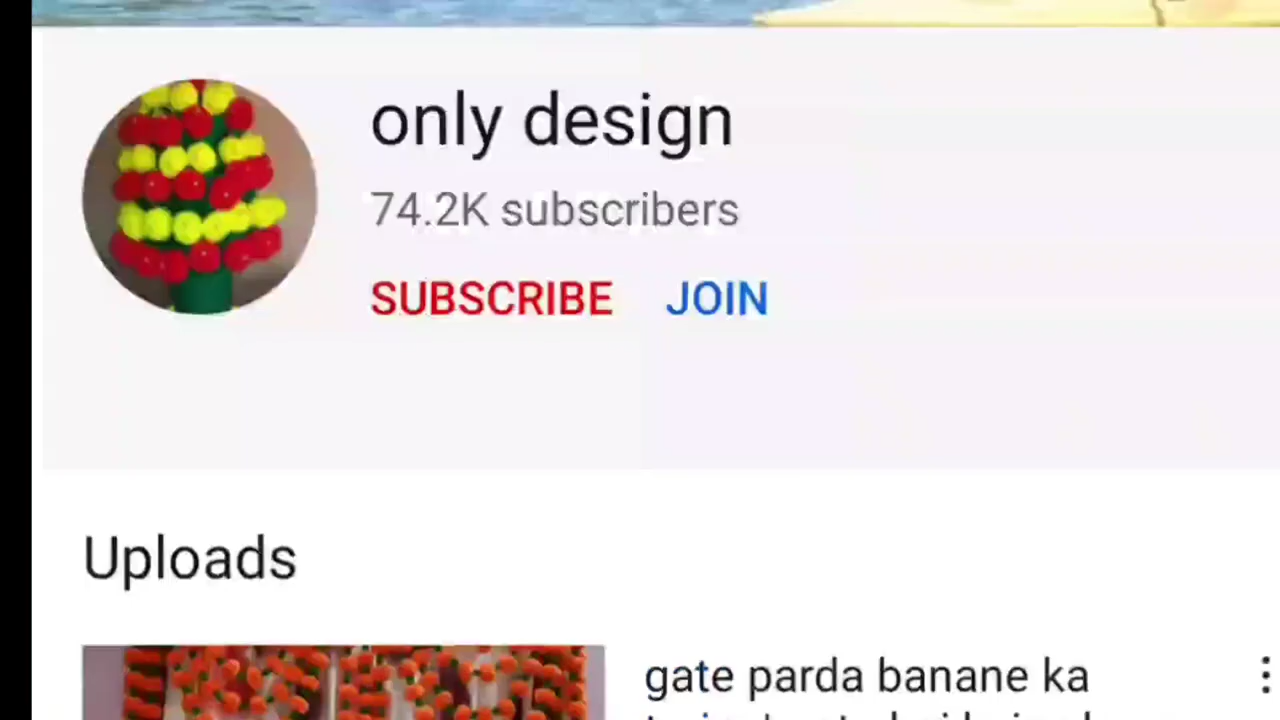 only design
74.2K subscribers
SUBSCRIBE JOIN
Uploads
gate parda banane ka